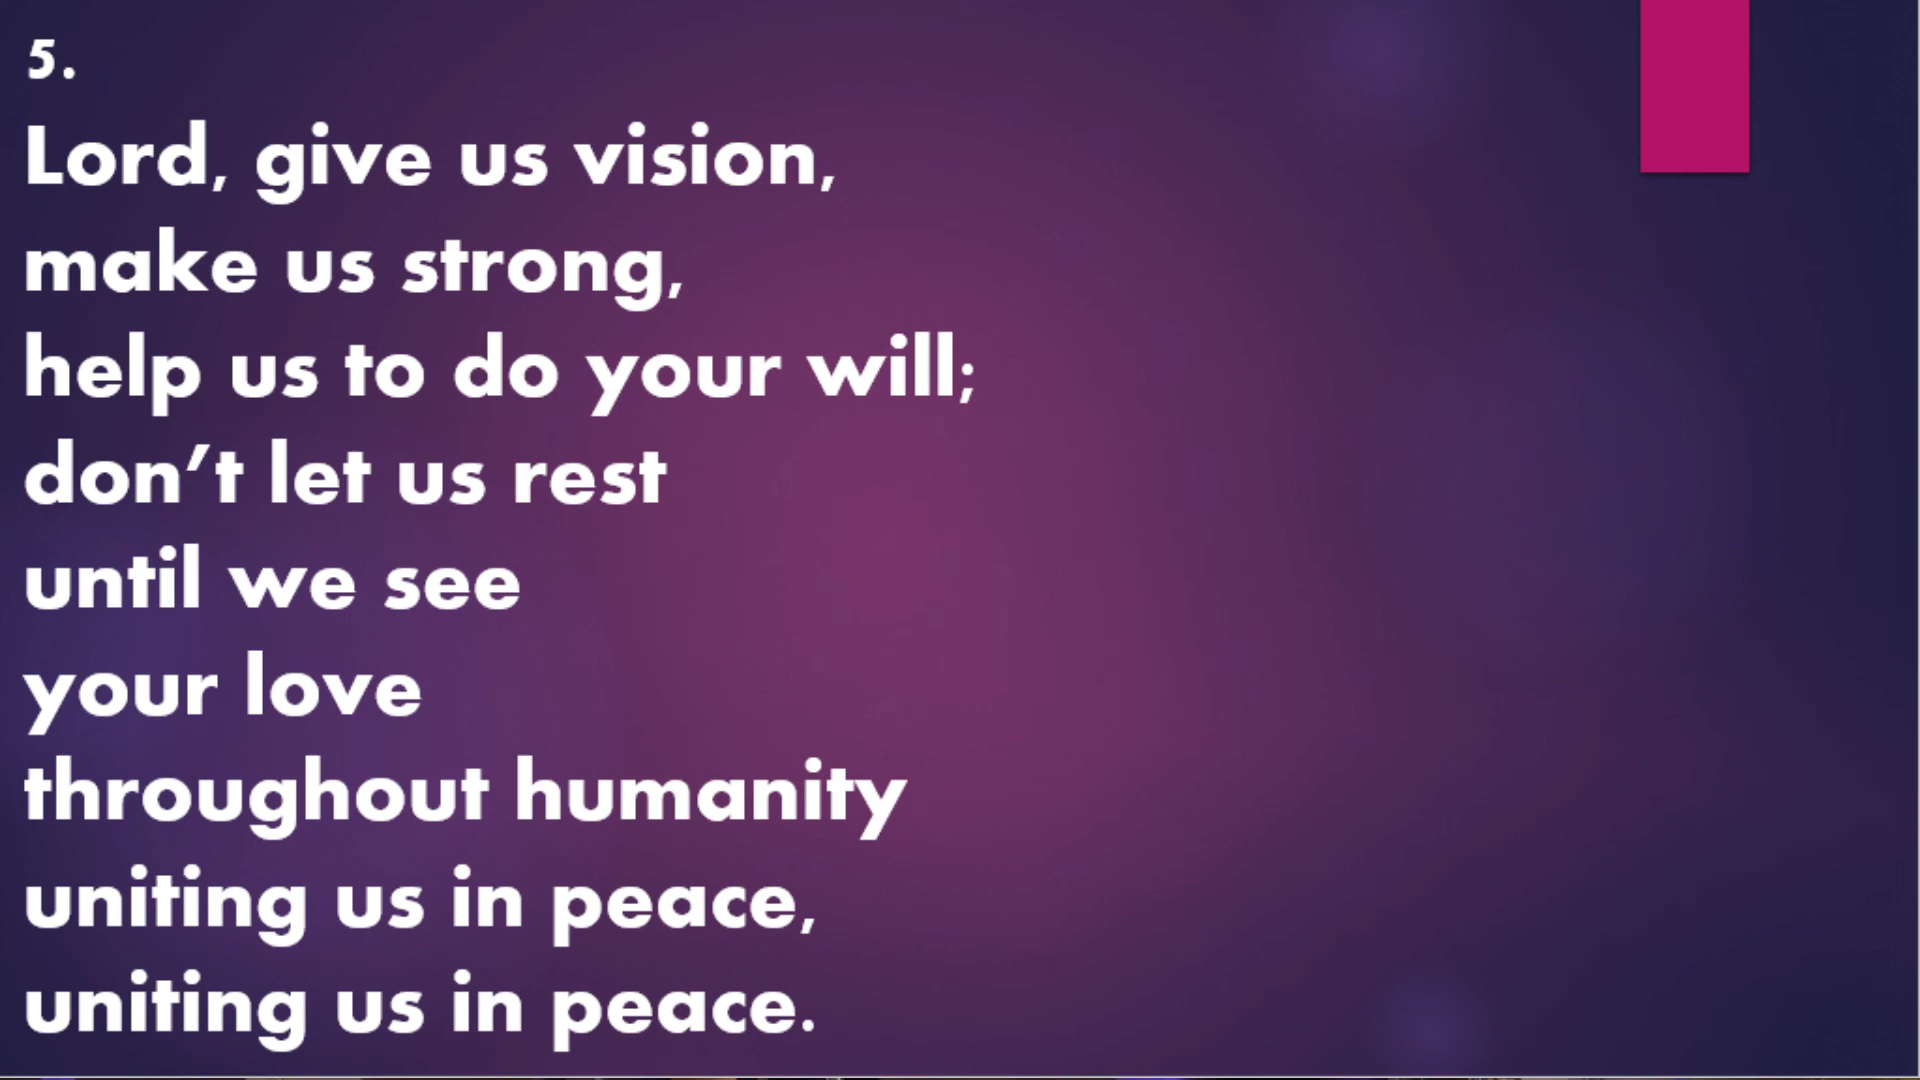 5.
Lord, give us vision,
make us strong,
help us to do your will;
don’t let us rest
until we see
your love
throughout humanity
uniting us in peace,
uniting us in peace.